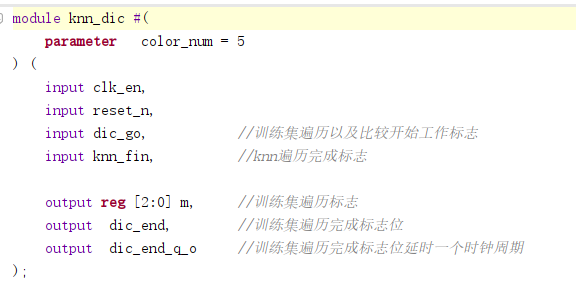 module knn_dic #(
parameter color_num = 5
) (
input clk_en,
input reset_n,
input dic_go, //训练集遍历以及比较开始工作标志
input knn_fin, //knn遍历完成标志
output reg [2:0] m, //训练集遍历标志
output dic_end, //训练集遍历完成标志位
output dic_end_q_o //训练集遍历完成标志位延时一个时钟周期
);